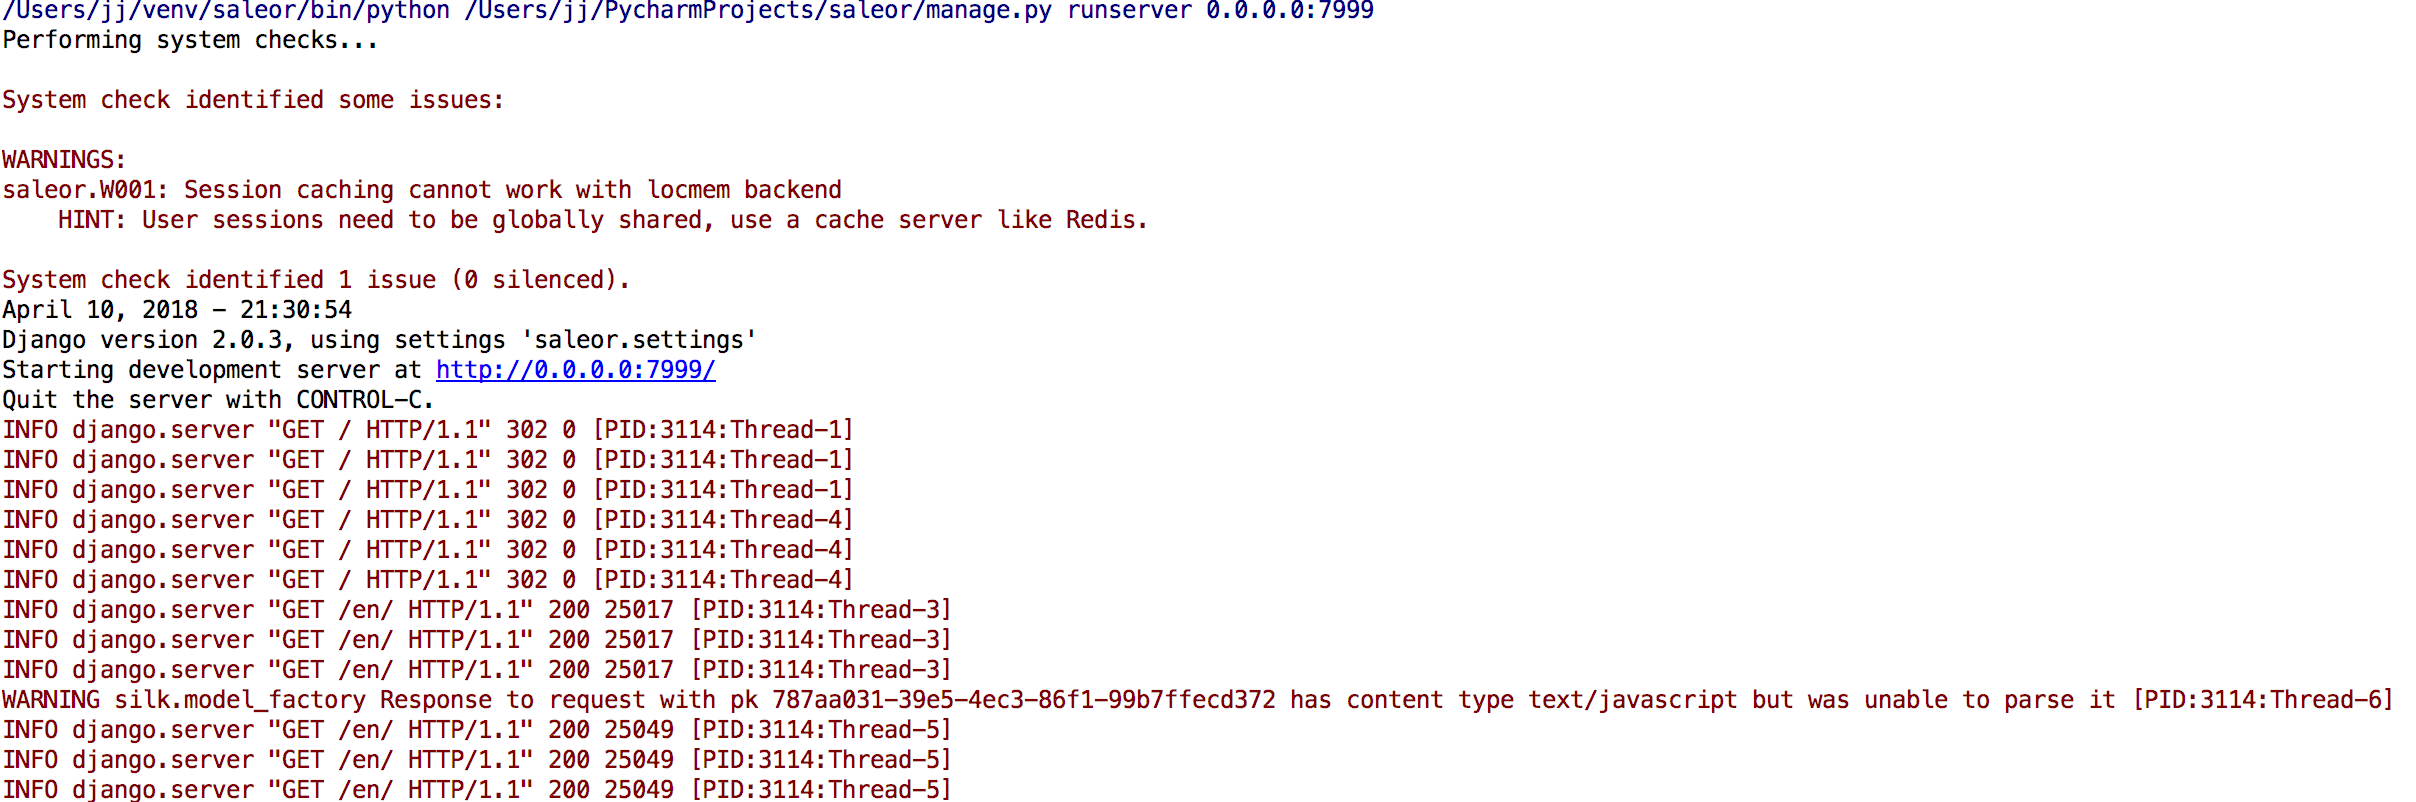 /Users/jj/venv/saleor/bin/python /Users/jj/PycharmProjects/saleor/manage.py runserver 0.0.0.0:7999
Performing system checks...
System check identified some issues:
WARNINGS:
saleor.W001: Session caching cannot work with locmem backend
    HINT: User sessions need to be globally shared, use a cache server like Redis.
System check identified 1 issue (0 silenced).
April 10, 2018 - 21:30:54
Django version 2.0.3, using settings 'saleor.settings'
Starting development server at http://0.0.0.0:7999/
Quit the server with CONTROL-C.
INFO django.server "GET / HTTP/1.1" 302 0 [PID:3114:Thread-1]
INFO django.server "GET / HTTP/1.1" 302 0 [PID:3114:Thread-1]
INFO django.server "GET / HTTP/1.1" 302 0 [PID:3114:Thread-1]
INFO django.server "GET / HTTP/1.1" 302 0 [PID:3114:Thread-4]
INFO django.server "GET / HTTP/1.1" 302 0 [PID:3114:Thread-4]
INFO django.server "GET / HTTP/1.1" 302 0 [PID:3114:Thread-4]
INFO django.server "GET /en/ HTTP/1.1" 200 25017 [PID:3114:Thread-3]
INFO django.server "GET /en/ HTTP/1.1" 200 25017 [PID:3114:Thread-3]
INFO django.server "GET /en/ HTTP/1.1" 200 25017 [PID:3114:Thread-3]
WARNING silk.model_factory Response to request with pk 787aa031-39e5-4ec3-86f1-99b7ffecd372 has content type text/javascript but was unable to parse it [PID:3114:Thread-6]
INFO django.server "GET /en/ HTTP/1.1" 200 25049 [PID:3114:Thread-5]
INFO django.server "GET /en/ HTTP/1.1" 200 25049 [PID:3114:Thread-5]
INFO django.server "GET /en/ HTTP/1.1" 200 25049 [PID:3114:Thread-5]